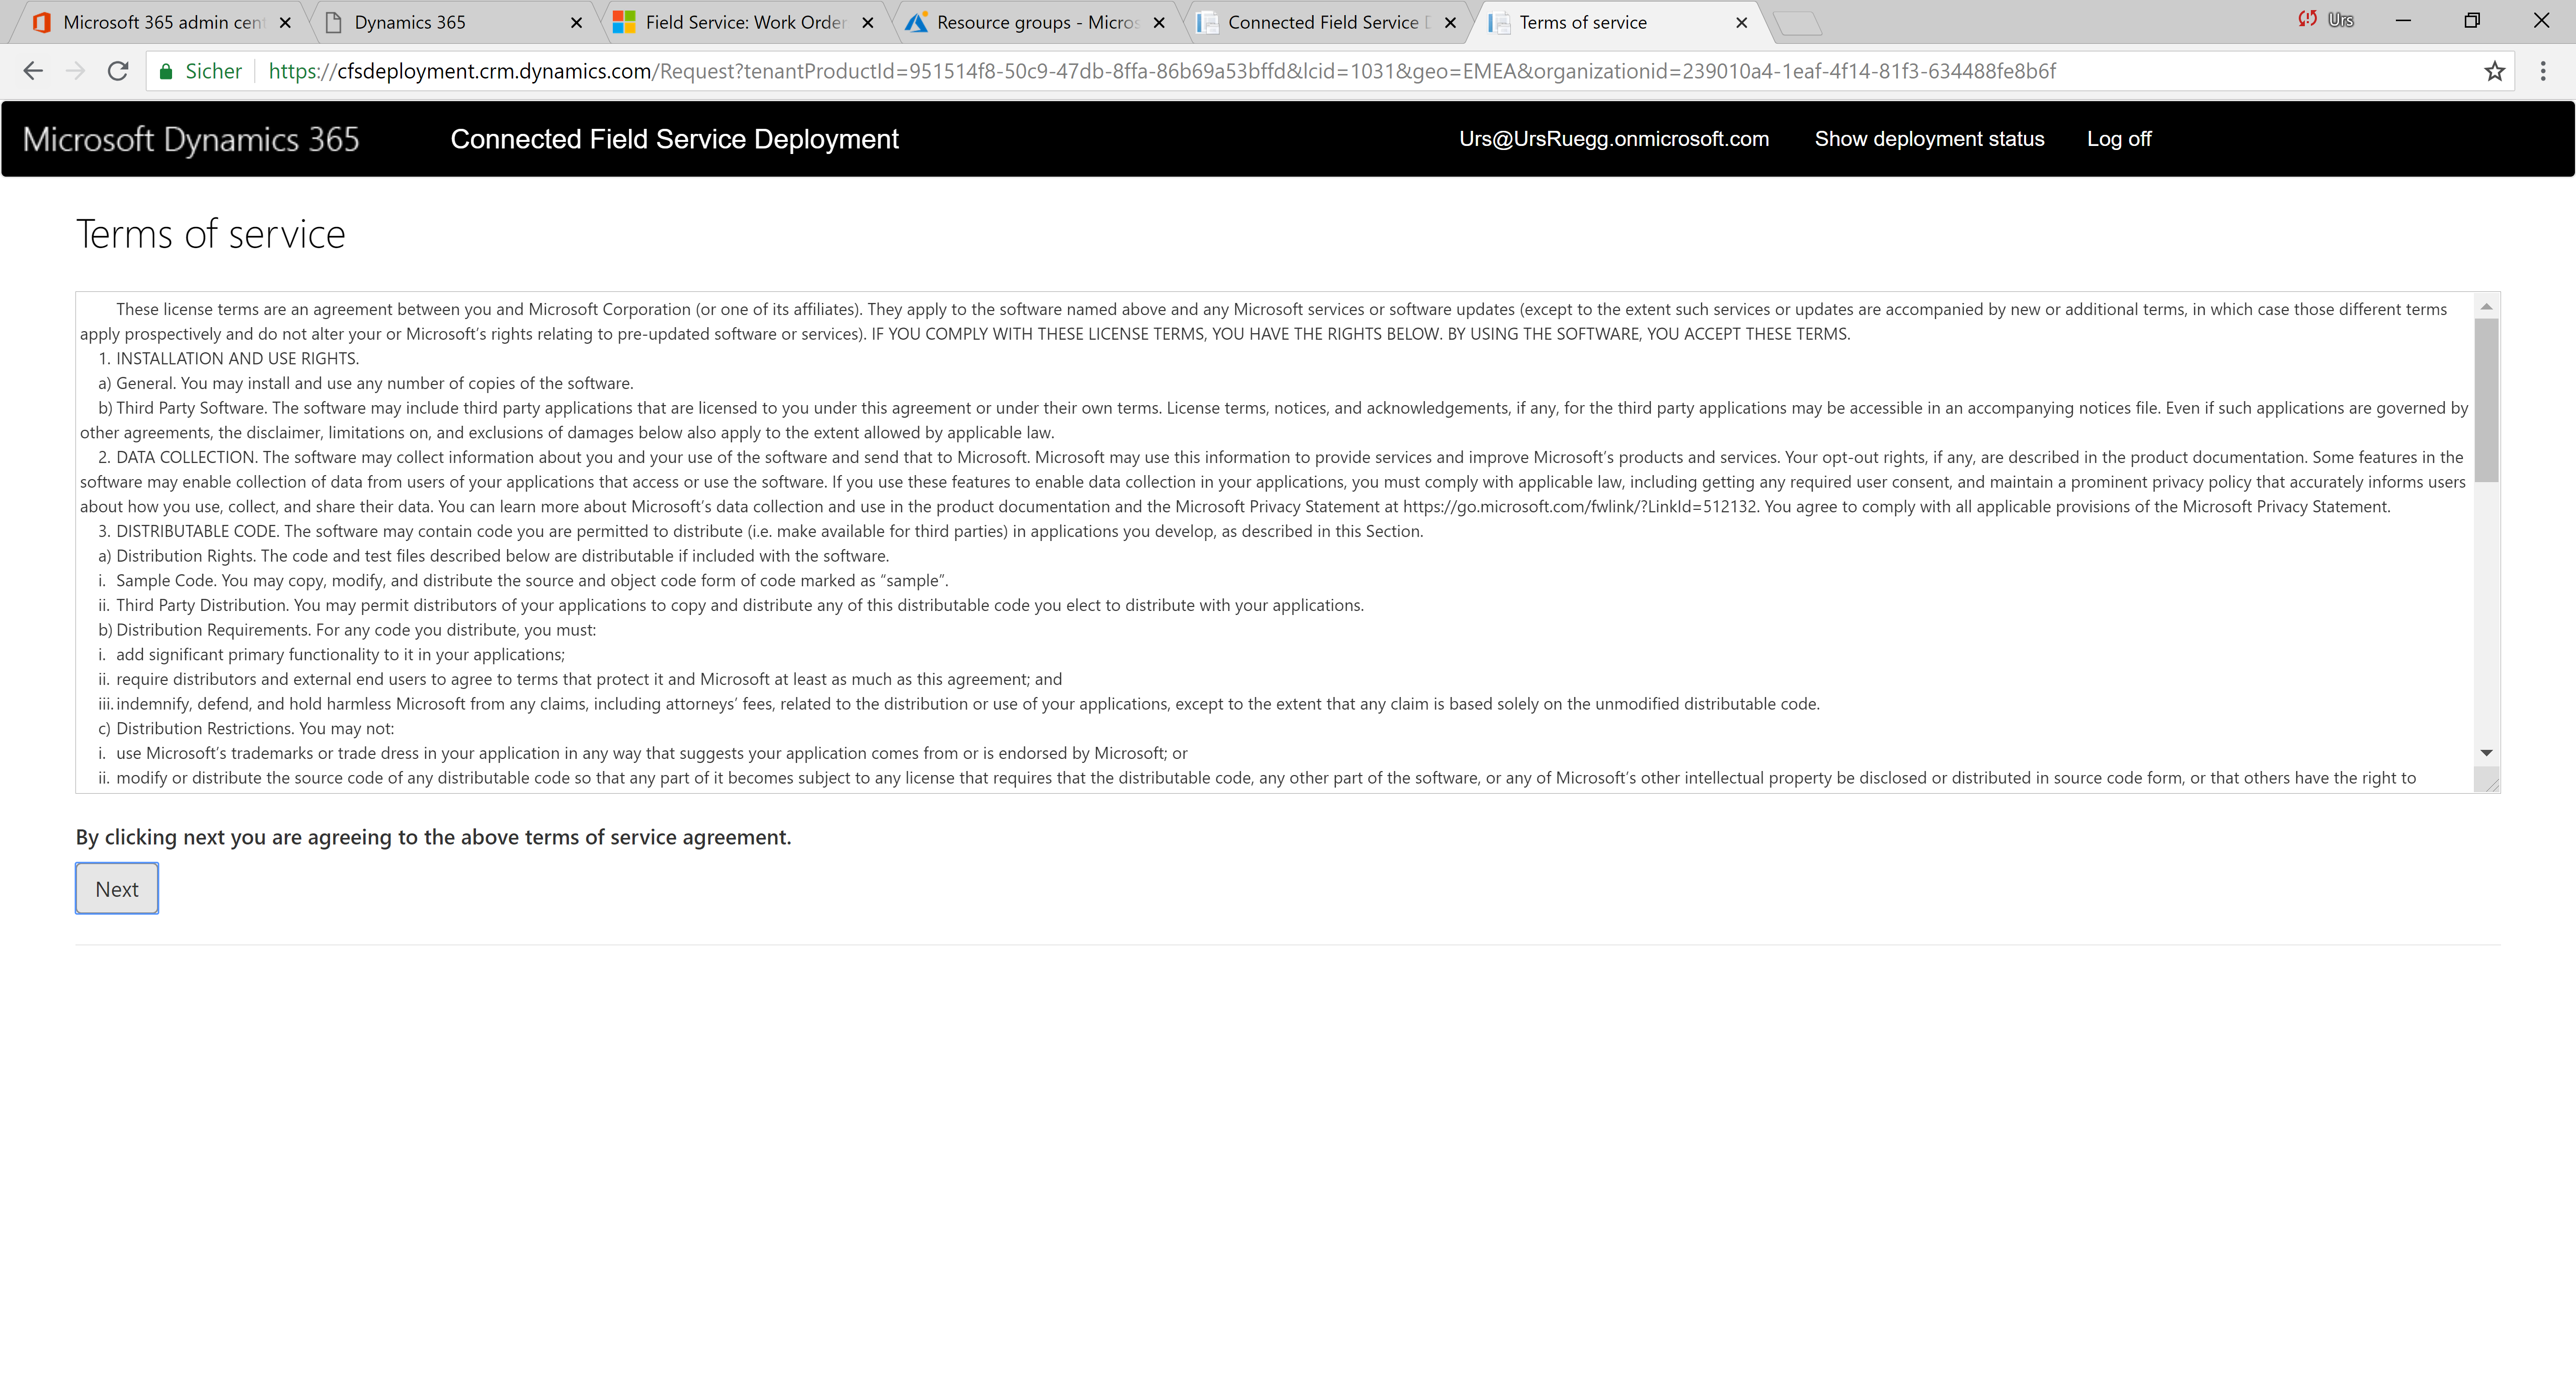 Microsoft 365 admin cen
Dynamics 365
Field Service: Work Order
Resource groups - Micros
Connected Field Service
Terms of service
Urs
Sicher
https://cfsdeployment.crm.dynamics.com/Request?tenantProductId=951514f8-50c9-47db-8ffa-86b69a53bffd&lcid=1031&geo=EMEA&organizationid=239010a4-1eaf-4f14-81f3-634488fe8b6f
Microsoft Dynamics 365
Connected Field Service Deployment
Urs@UrsRuegg.onmicrosoft.com
Show deployment status
Log off
Terms of service
These license terms are an agreement between you and Microsoft Corporation (or one of its affiliates). They apply to the software named above and any Microsoft services or software updates (except to the extent such services or updates are accompanied by new or additional terms, in which case those different terms
apply prospectively and do not alter your or Microsoft’s rights relating to pre-updated software or services). IF YOU COMPLY WITH THESE LICENSE TERMS, YOU HAVE THE RIGHTS BELOW. BY USING THE SOFTWARE, YOU ACCEPT THESE TERMS.
1. INSTALLATION AND USE RIGHTS.
a) General. You may install and use any number of copies of the software.
b) Third Party Software. The software may include third party applications that are licensed to you under this agreement or under their own terms. License terms, notices, and acknowledgements, if any, for the third party applications may be accessible in an accompanying notices file. Even if such applications are governed by
other agreements, the disclaimer, limitations on, and exclusions of damages below also apply to the extent allowed by applicable law.
2. DATA COLLECTION. The software may collect information about you and your use of the software and send that to Microsoft. Microsoft may use this information to provide services and improve Microsoft’s products and services. Your opt-out rights, if any, are described in the product documentation. Some features in the
software may enable collection of data from users of your applications that access or use the software. If you use these features to enable data collection in your applications, you must comply with applicable law, including getting any required user consent, and maintain a prominent privacy policy that accurately informs users
about how you use, collect, and share their data. You can learn more about Microsoft’s data collection and use in the product documentation and the Microsoft Privacy Statement at https://go.microsoft.com/fwlink/?LinkId=512132. You agree to comply with all applicable provisions of the Microsoft Privacy Statement.
3. DISTRIBUTABLE CODE. The software may contain code you are permitted to distribute (i.e. make available for third parties) in applications you develop, as described in this Section.
a) Distribution Rights. The code and test files described below are distributable if included with the software.
i. Sample Code. You may copy, modify, and distribute the source and object code form of code marked as “sample”.
ii. Third Party Distribution. You may permit distributors of your applications to copy and distribute any of this distributable code you elect to distribute with your applications.
b) Distribution Requirements. For any code you distribute, you must:
i. add significant primary functionality to it in your applications;
ii. require distributors and external end users to agree to terms that protect it and Microsoft at least as much as this agreement; and
iii. indemnify, defend, and hold harmless Microsoft from any claims, including attorneys’ fees, related to the distribution or use of your applications, except to the extent that any claim is based solely on the unmodified distributable code.
c) Distribution Restrictions. You may not:
i. use Microsoft’s trademarks or trade dress in your application in any way that suggests your application comes from or is endorsed by Microsoft; or
ii. modify or distribute the source code of any distributable code so that any part of it becomes subject to any license that requires that the distributable code, any other part of the software, or any of Microsoft’s other intellectual property be disclosed or distributed in source code form, or that others have the right to
By clicking next you are agreeing to the above terms of service agreement.
Next